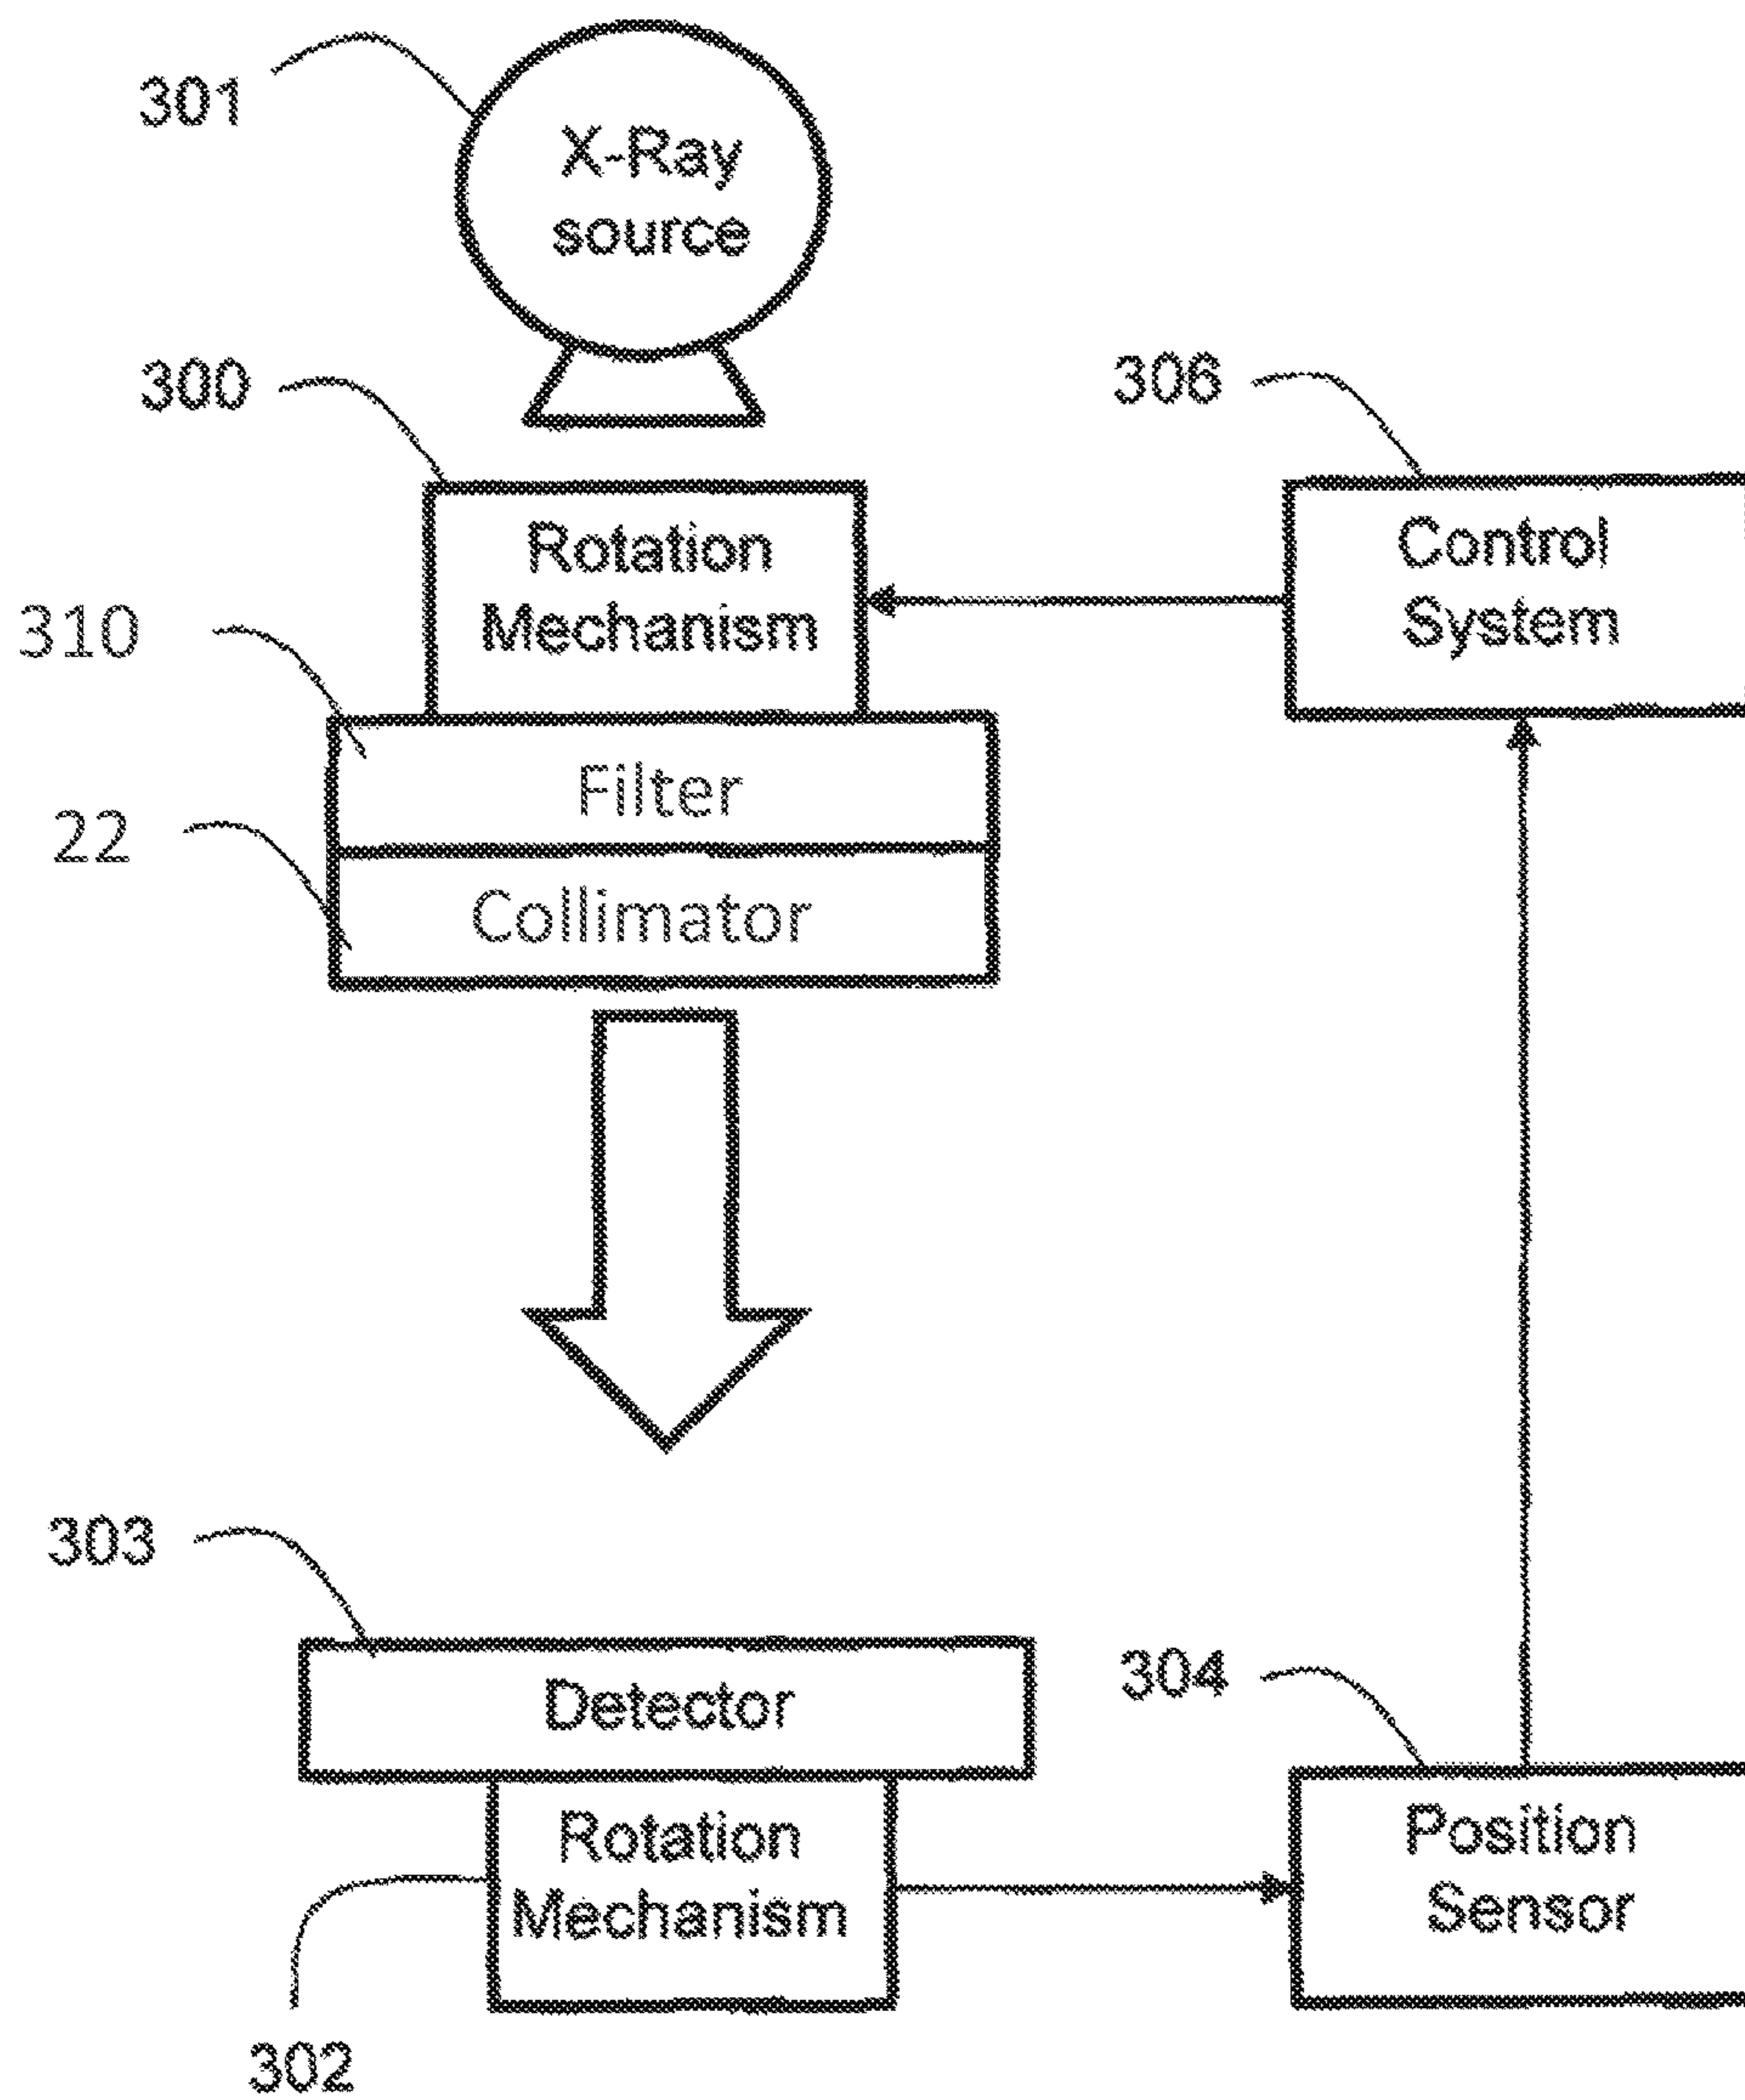 301
X-Ray
source
300
306
Rotation
Mechanism
Control
System
310
Filter
22
Collimator
303
Detector
304
Rotation
Mechanism
Position
Sensor
302